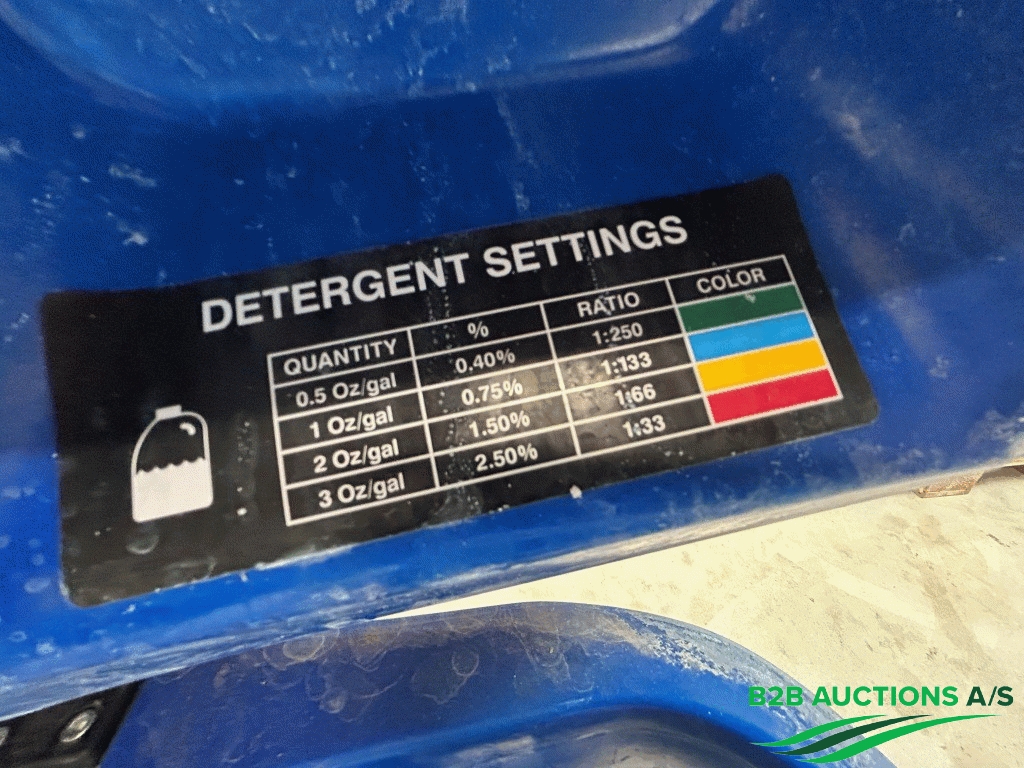 DETERGENT SETTINGS
QUANTITY % RATIO COLOR
0.5 Oz/gal 0.40% 1:250
1 Oz/gal 0.75% 1:133
2 Oz/gal 1.50% 1:66
3 Oz/gal 2.50% 1:33
B2B AUCTIONS A/S